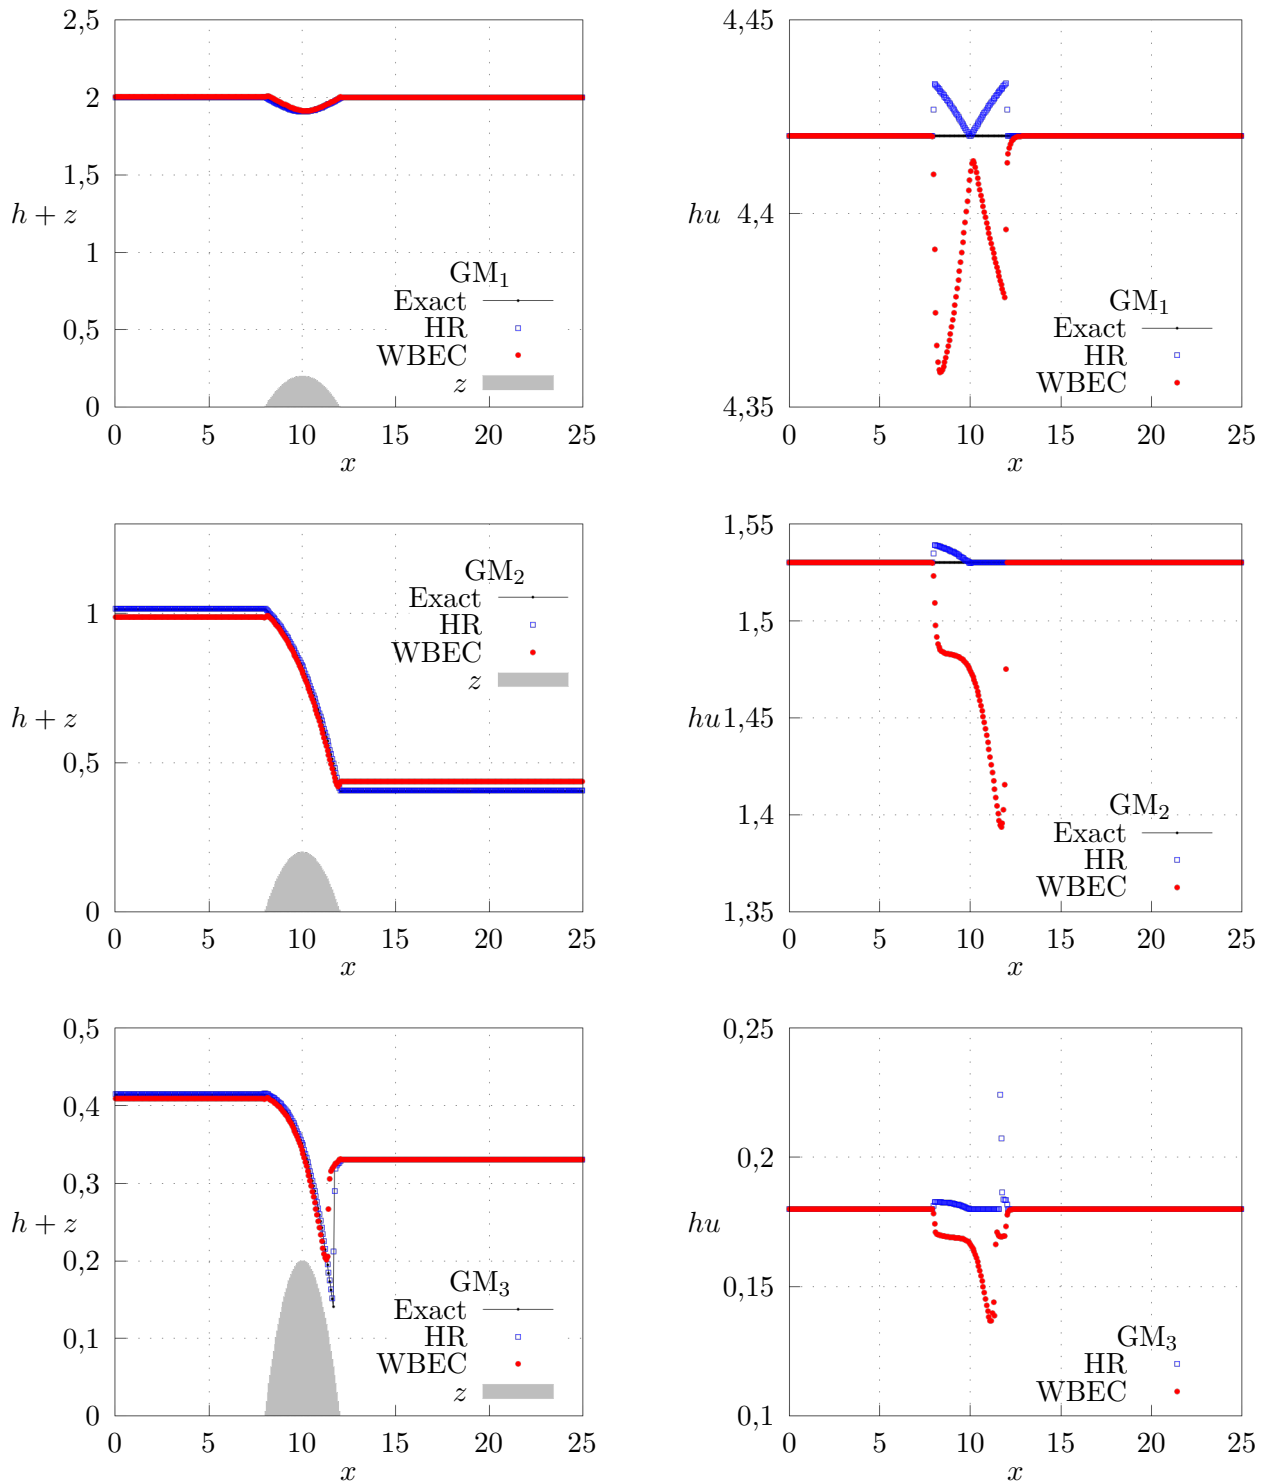 2,5
2
1,5
h + z
1
0,5
0
GM1
Exact
HR
WBEC
z
0 5 10 15 20 25
x
4,45
hu 4,4
4,35
GM1
Exact
HR
WBEC
0 5 10 15 20 25
x
1
h + z
0,5
0
GM2
Exact
HR
WBEC
z
0 5 10 15 20 25
x
1,55
1,5
hu 1,45
1,4
1,35
GM2
Exact
HR
WBEC
0 5 10 15 20 25
x
0,5
0,4
0,3
h + z
0,2
0,1
0
GM3
Exact
HR
WBEC
z
0 5 10 15 20 25
x
0,25
0,2
hu
0,15
0,1
GM3
HR
WBEC
0 5 10 15 20 25
x